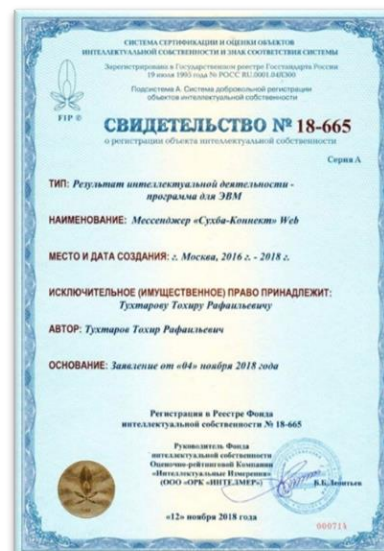 СИСТЕМА СЕРТИФИКАЦИИ И ОЦЕНКИ ОБЪЕКТОВ
ИНТЕЛЛЕКТУАЛЬНОЙ СОБСТВЕННОСТИ И ЗНАК СООТВЕТСТВИЯ СИСТЕМЫ
Зарегистрировано в Государственном реестре Госстандарта России
19 июля 1995 года № РОСС RU.0001.04ЯЗ00
Подсистема А. Система добровольной регистрации
объектов интеллектуальной собственности
FIP ®
СВИДЕТЕЛЬСТВО № 18-665
о регистрации объекта интеллектуальной собственности
Серия А
ТИП: Результат интеллектуальной деятельности -
программа для ЭВМ
НАИМЕНОВАНИЕ: Мессенджер «Сухба-Коннект» Web
МЕСТО И ДАТА СОЗДАНИЯ: г. Москва, 2016 г. - 2018 г.
ИСКЛЮЧИТЕЛЬНОЕ (ИМУЩЕСТВЕННОЕ) ПРАВО ПРИНАДЛЕЖИТ:
Тухтарову Тохиру Рафаильевичу
АВТОР: Тухтаров Тохир Рафаильевич
ОСНОВАНИЕ: Заявление от «04» ноября 2018 года
Регистрация в Реестре Фонда
интеллектуальной собственности № 18-665
Руководитель Фонда
интеллектуальной собственности
Оценочно-рейтинговой Компании
«Интеллектуальные Измерения»
(ООО «ОРК «ИНТЕЛМЕР»)
В.Б.Леонтьев
«12» ноября 2018 года
000714